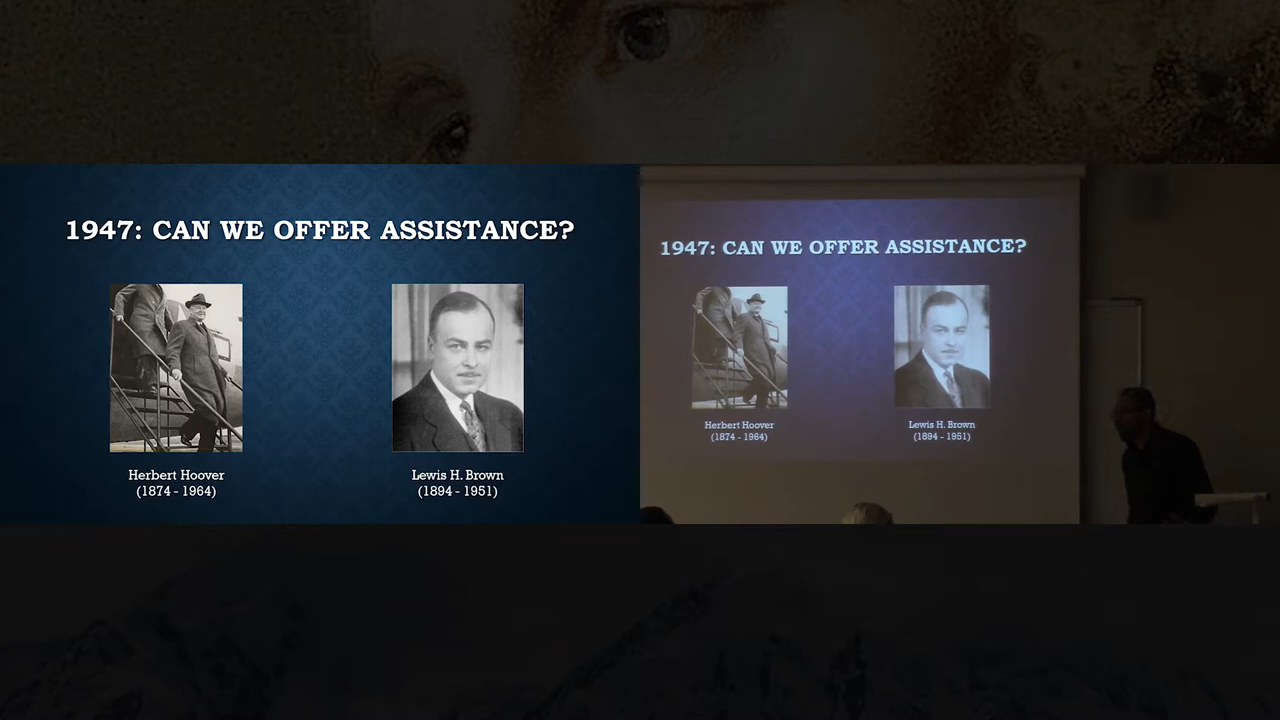 1947: CAN WE OFFER ASSISTANCE?
Herbert Hoover
(1874 - 1964)
Lewis H. Brown
(1894 - 1951)
1947: CAN WE OFFER ASSISTANCE?
Herbert Hoover
(1874 - 1964)
Lewis H. Brown
(1894 - 1951)